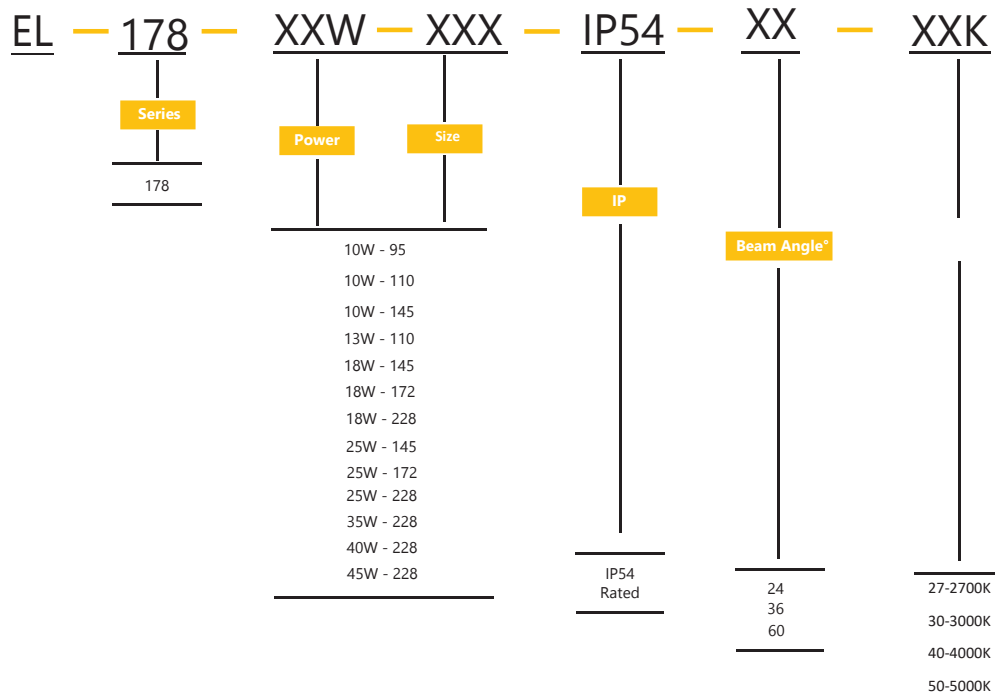 EL — 178 — XXW — XXX — IP54 — XX — XXK
Series
178
Power
Size
10W - 95
10W - 110
10W - 145
13W - 110
18W - 145
18W - 172
18W - 228
25W - 145
25W - 172
25W - 228
35W - 228
40W - 228
45W - 228
IP
IP54
Rated
Beam Angle°
24
36
60
27-2700K
30-3000K
40-4000K
50-5000K